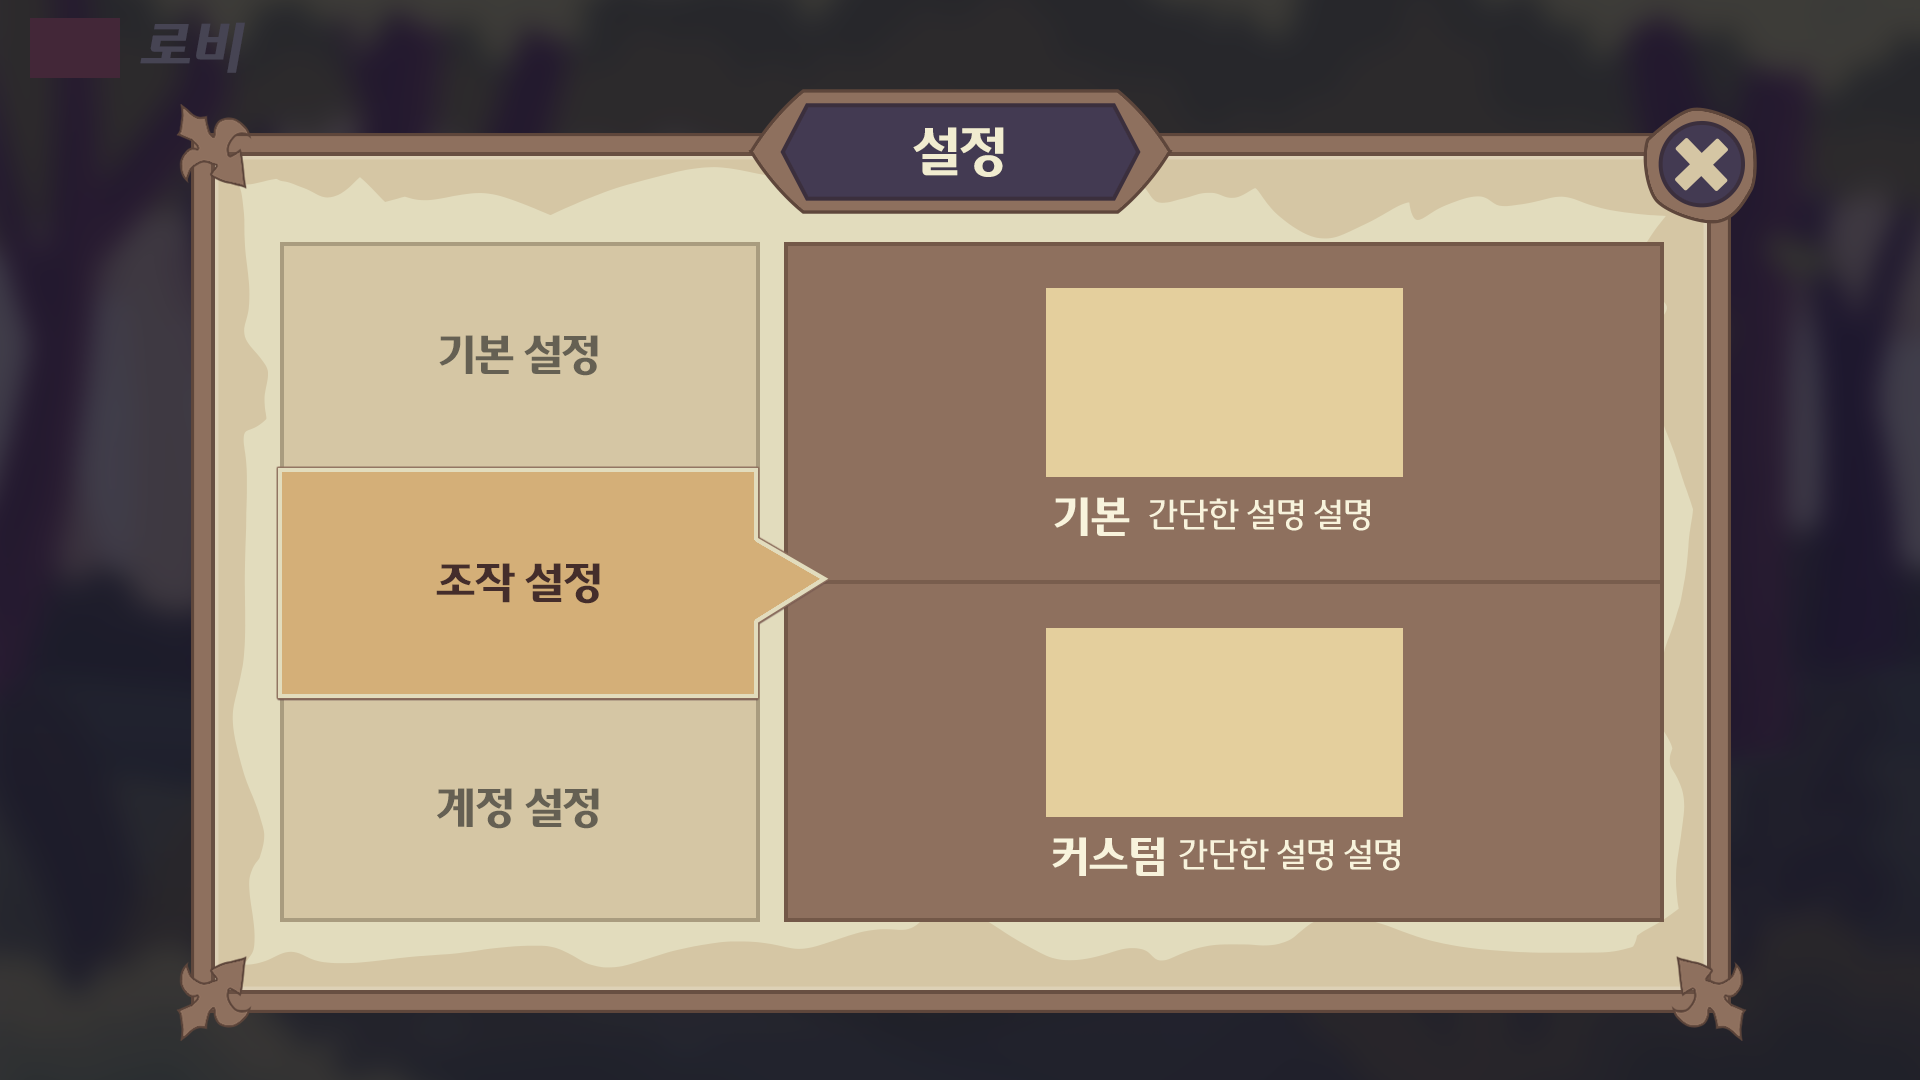 로비
설정
기본 설정
조작 설정
계정 설정
기본 간단한 설명 설명
커스텀 간단한 설명 설명